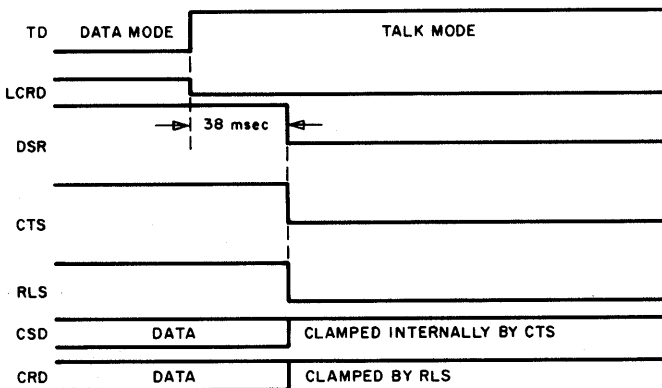 TD DATA MODE TALK MODE
LCRD
38 msec
DSR
CTS
RLS
CSD DATA CLAMPED INTERNALLY BY CTS
CRD DATA CLAMPED BY RLS